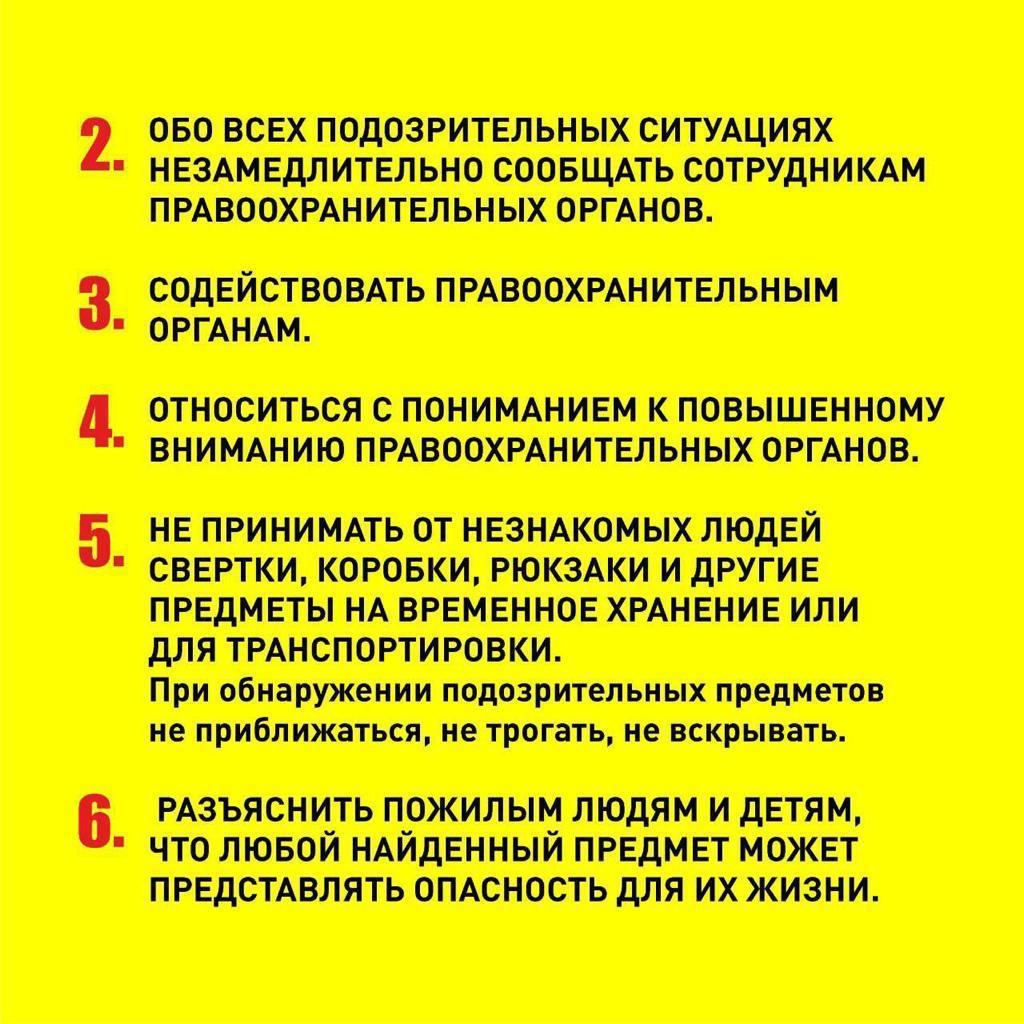 2. ОБО ВСЕХ ПОДОЗРИТЕЛЬНЫХ СИТУАЦИЯХ
НЕЗАМЕДЛИТЕЛЬНО СООБЩАТЬ СОТРУДНИКАМ
ПРАВООХРАНИТЕЛЬНЫХ ОРГАНОВ.
3. СОДЕЙСТВОВАТЬ ПРАВООХРАНИТЕЛЬНЫМ
ОРГАНАМ.
4. ОТНОСИТЬСЯ С ПОНИМАНИЕМ К ПОВЫШЕННОМУ
ВНИМАНИЮ ПРАВООХРАНИТЕЛЬНЫХ ОРГАНОВ.
5. НЕ ПРИНИМАТЬ ОТ НЕЗНАКОМЫХ ЛЮДЕЙ
СВЕРТКИ, КОРОБКИ, РЮКЗАКИ И ДРУГИЕ
ПРЕДМЕТЫ НА ВРЕМЕННОЕ ХРАНЕНИЕ ИЛИ
ДЛЯ ТРАНСПОРТИРОВКИ.
При обнаружении подозрительных предметов
не приближаться, не трогать, не вскрывать.
6. РАЗЪЯСНИТЬ ПОЖИЛЫМ ЛЮДЯМ И ДЕТЯМ,
ЧТО ЛЮБОЙ НАЙДЕННЫЙ ПРЕДМЕТ МОЖЕТ
ПРЕДСТАВЛЯТЬ ОПАСНОСТЬ ДЛЯ ИХ ЖИЗНИ.